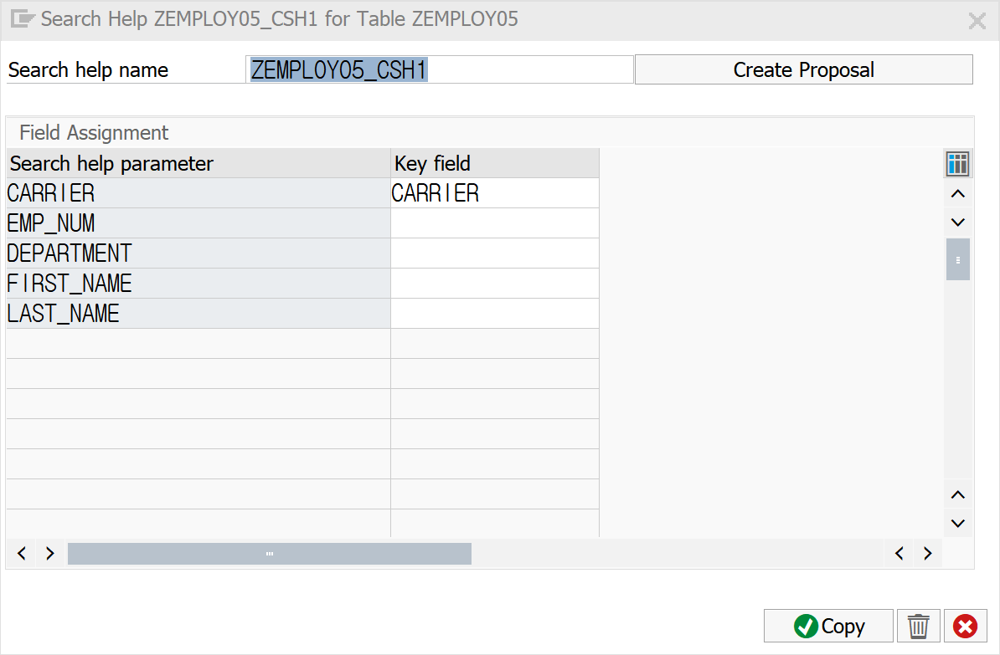 Search Help ZEMPLOY05_CSH1 for Table ZEMPLOY05
Search help name ZEMPLOY05_CSH1 Create Proposal
Field Assignment
Search help parameter Key field
CARRIER CARRIER
EMP_NUM
DEPARTMENT
FIRST_NAME
LAST_NAME
Copy